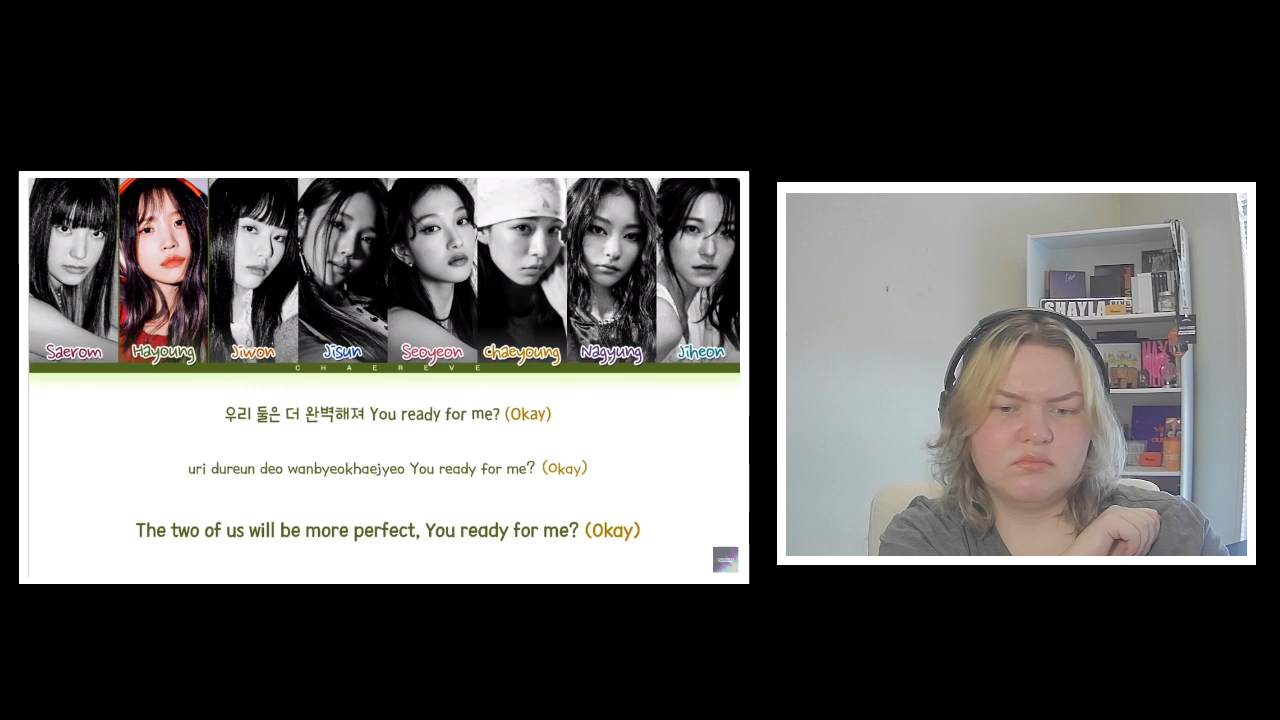 Saerom
Hayoung
Jiwon
Jisun
Seoyeon
Chaeyoung
Nagyung
Jiheon
CHAEREVE
우리 둘은 더 완벽해져 You ready for me? (Okay)
uri dureun deo wanbyeokhaejyeo You ready for me? (Okay)
The two of us will be more perfect, You ready for me? (Okay)
SHAYLA